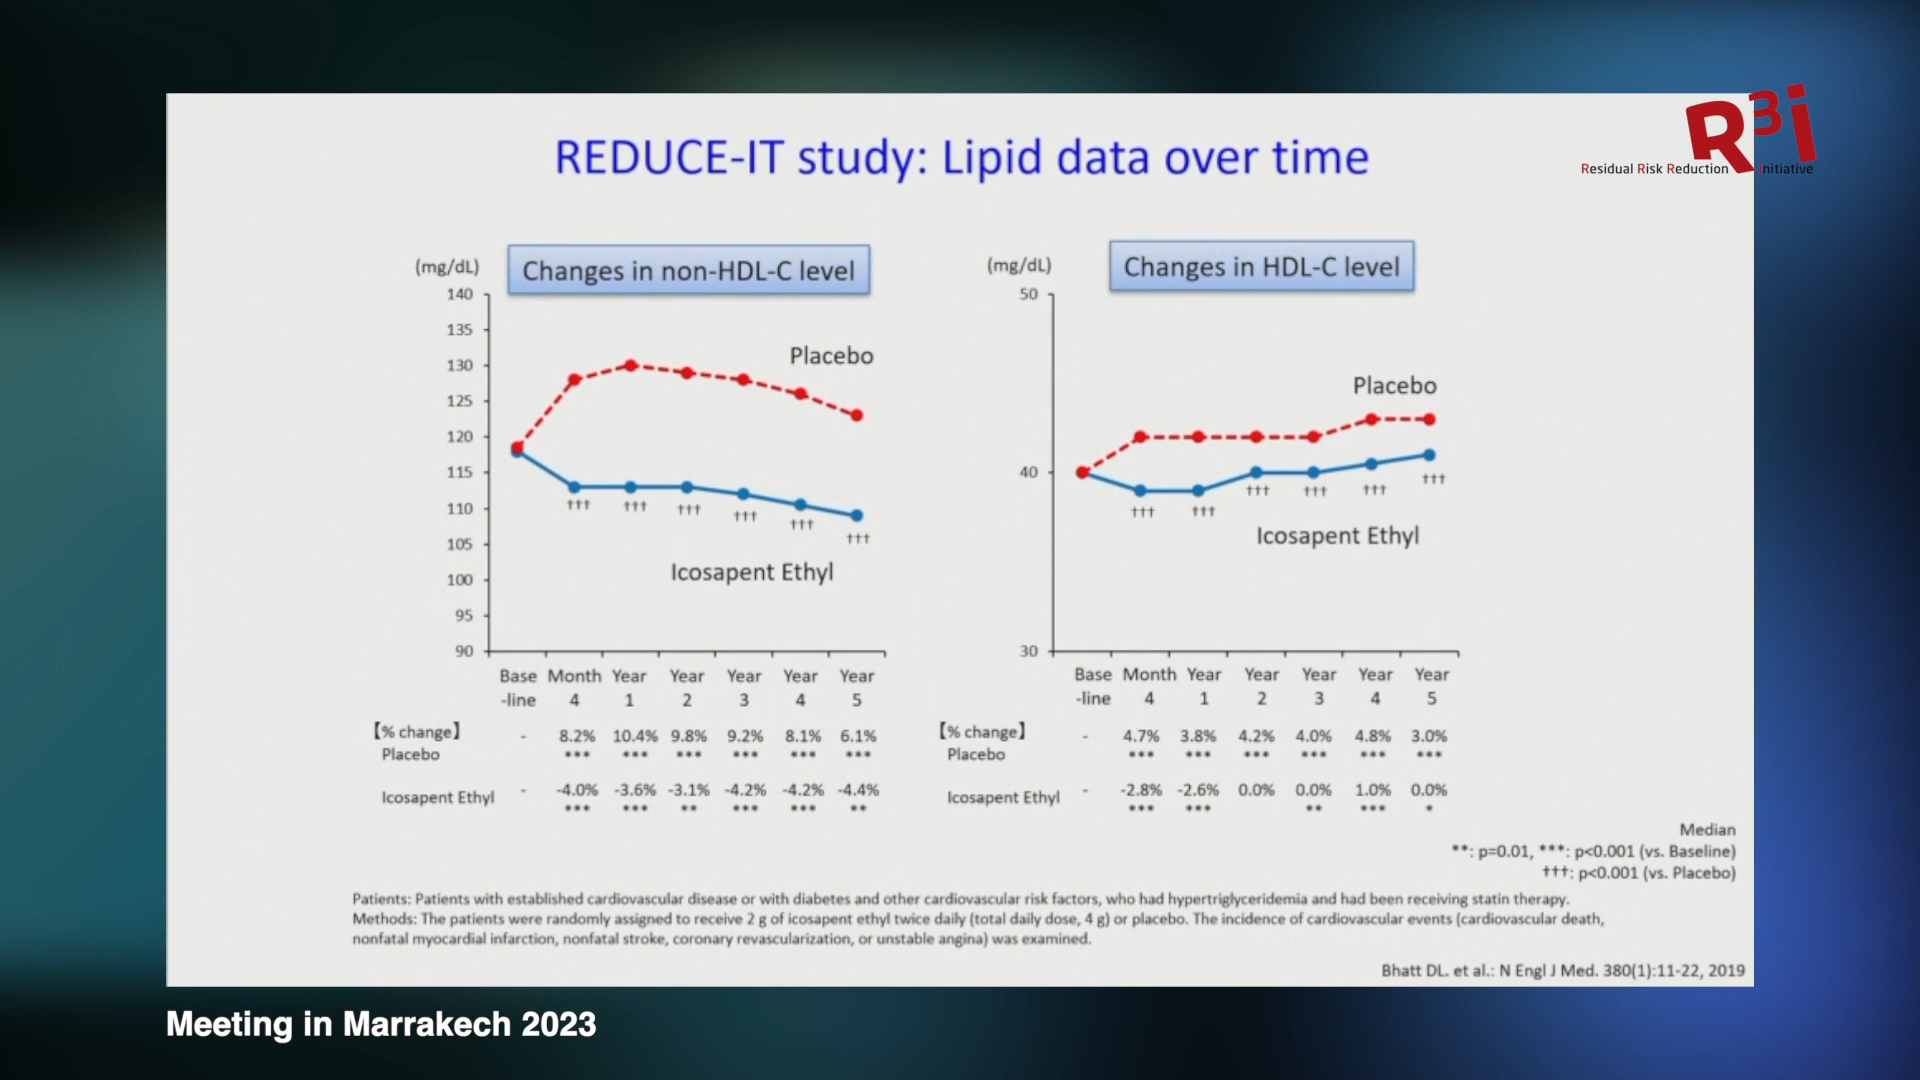 R3i
Residual Risk Reduction initiative
REDUCE-IT study: Lipid data over time
Changes in non-HDL-C level
(mg/dL)
140
135
130
125
120
115
110
105
100
95
90
Placebo
††† ††† ††† ††† ††† †††
Icosapent Ethyl
Base Month Year Year Year Year Year
-line 4 1 2 3 4 5
【% change】
Placebo - 8.2% 10.4% 9.8% 9.2% 8.1% 6.1%
*** *** *** *** *** ***
Icosapent Ethyl - -4.0% -3.6% -3.1% -4.2% -4.2% -4.4%
*** *** ** *** *** **
Changes in HDL-C level
(mg/dL)
50
40
30
Placebo
††† ††† ††† ††† ††† †††
Icosapent Ethyl
Base Month Year Year Year Year Year
-line 4 1 2 3 4 5
【% change】
Placebo - 4.7% 3.8% 4.2% 4.0% 4.8% 3.0%
*** *** *** *** *** ***
Icosapent Ethyl - -2.8% -2.6% 0.0% 0.0% 1.0% 0.0%
*** *** ** *** *
Median
**: p=0.01, ***: p<0.001 (vs. Baseline)
†††: p<0.001 (vs. Placebo)
Patients: Patients with established cardiovascular disease or with diabetes and other cardiovascular risk factors, who had hypertriglyceridemia and had been receiving statin therapy.
Methods: The patients were randomly assigned to receive 2 g of icosapent ethyl twice daily (total daily dose, 4 g) or placebo. The incidence of cardiovascular events (cardiovascular death,
nonfatal myocardial infarction, nonfatal stroke, coronary revascularization, or unstable angina) was examined.
Bhatt DL. et al.: N Engl J Med. 380(1):11-22, 2019
Meeting in Marrakech 2023